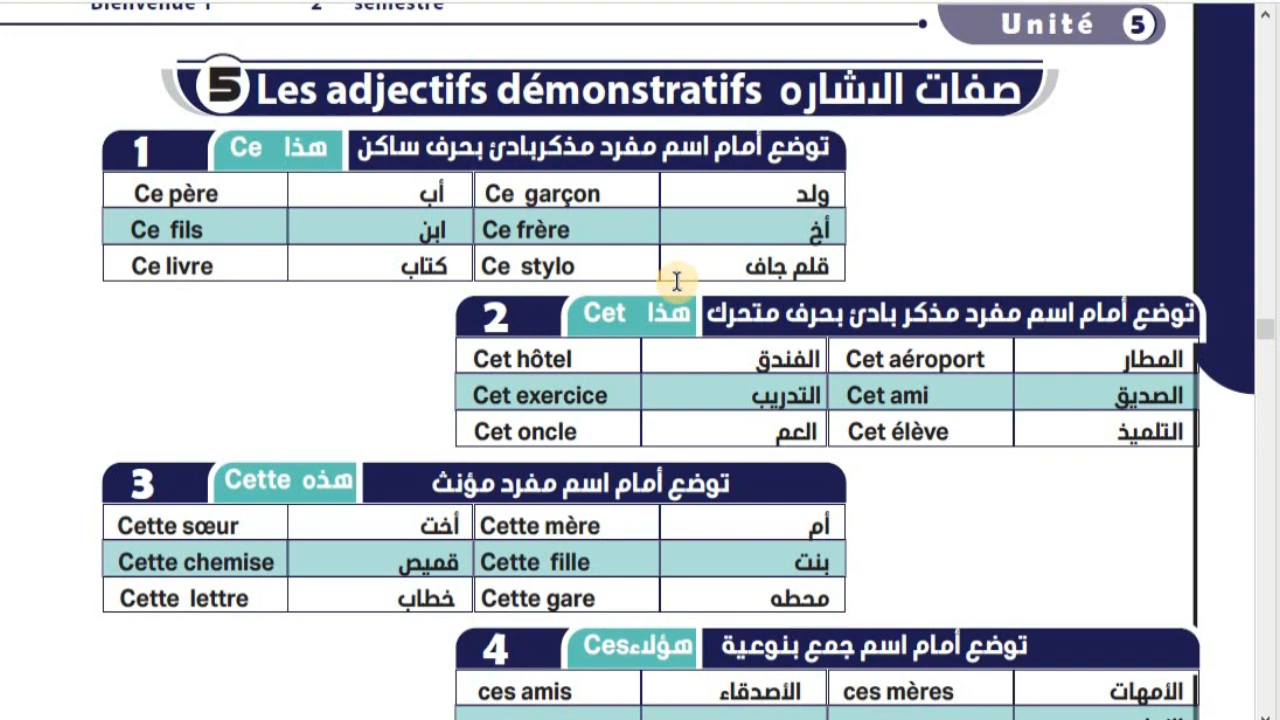 Bienvenue 1 2 semestre
Unité 5
5 Les adjectifs démonstratifs صفات الاشاره
1 Ce هذا توضع أمام اسم مفرد مذكربادئ بحرف ساكن
Ce père أب Ce garçon ولد
Ce fils ابن Ce frère أخ
Ce livre كتاب Ce stylo قلم جاف
2 Cet هذا توضع أمام اسم مفرد مذكر بادئ بحرف متحرك
Cet hôtel الفندق Cet aéroport المطار
Cet exercice التدريب Cet ami الصديق
Cet oncle العم Cet élève التلميذ
3 Cette هذه توضع أمام اسم مفرد مؤنث
Cette sœur أخت Cette mère أم
Cette chemise قميص Cette fille بنت
Cette lettre خطاب Cette gare محطه
4 Ces هؤلاء توضع أمام اسم جمع بنوعية
ces amis الأصدقاء ces mères الأمهات